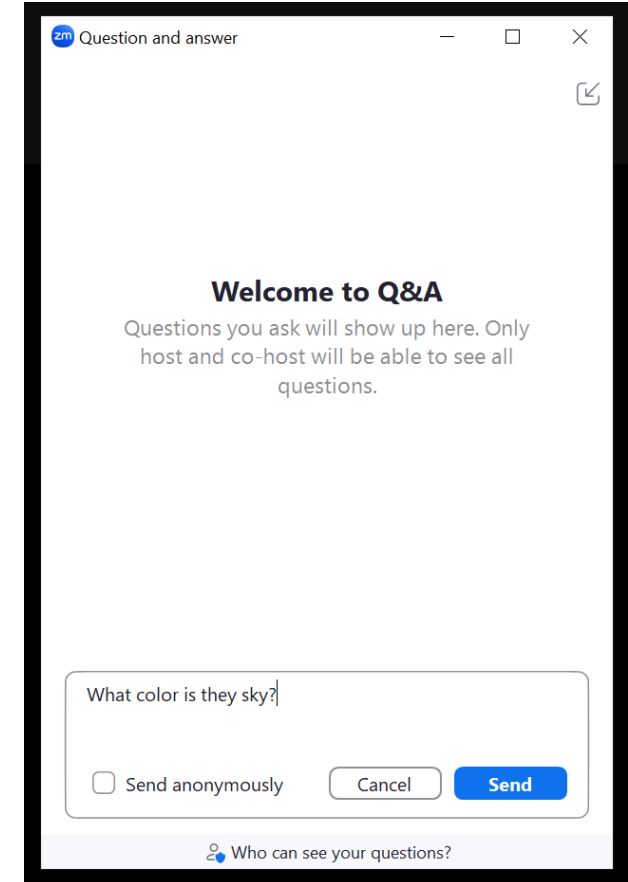 zm Question and answer
Welcome to Q&A
Questions you ask will show up here. Only
host and co-host will be able to see all
questions.
What color is they sky?
Send anonymously Cancel Send
Who can see your questions?